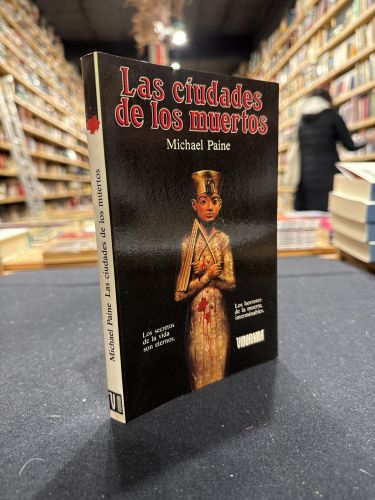 Las ciudades
de los muertos
Michael Paine
Los secretos
de la vida
son eternos.
Los horrores
de la muerte,
interminables.
VIDORAMA
Michael Paine Las ciudades de los muertos